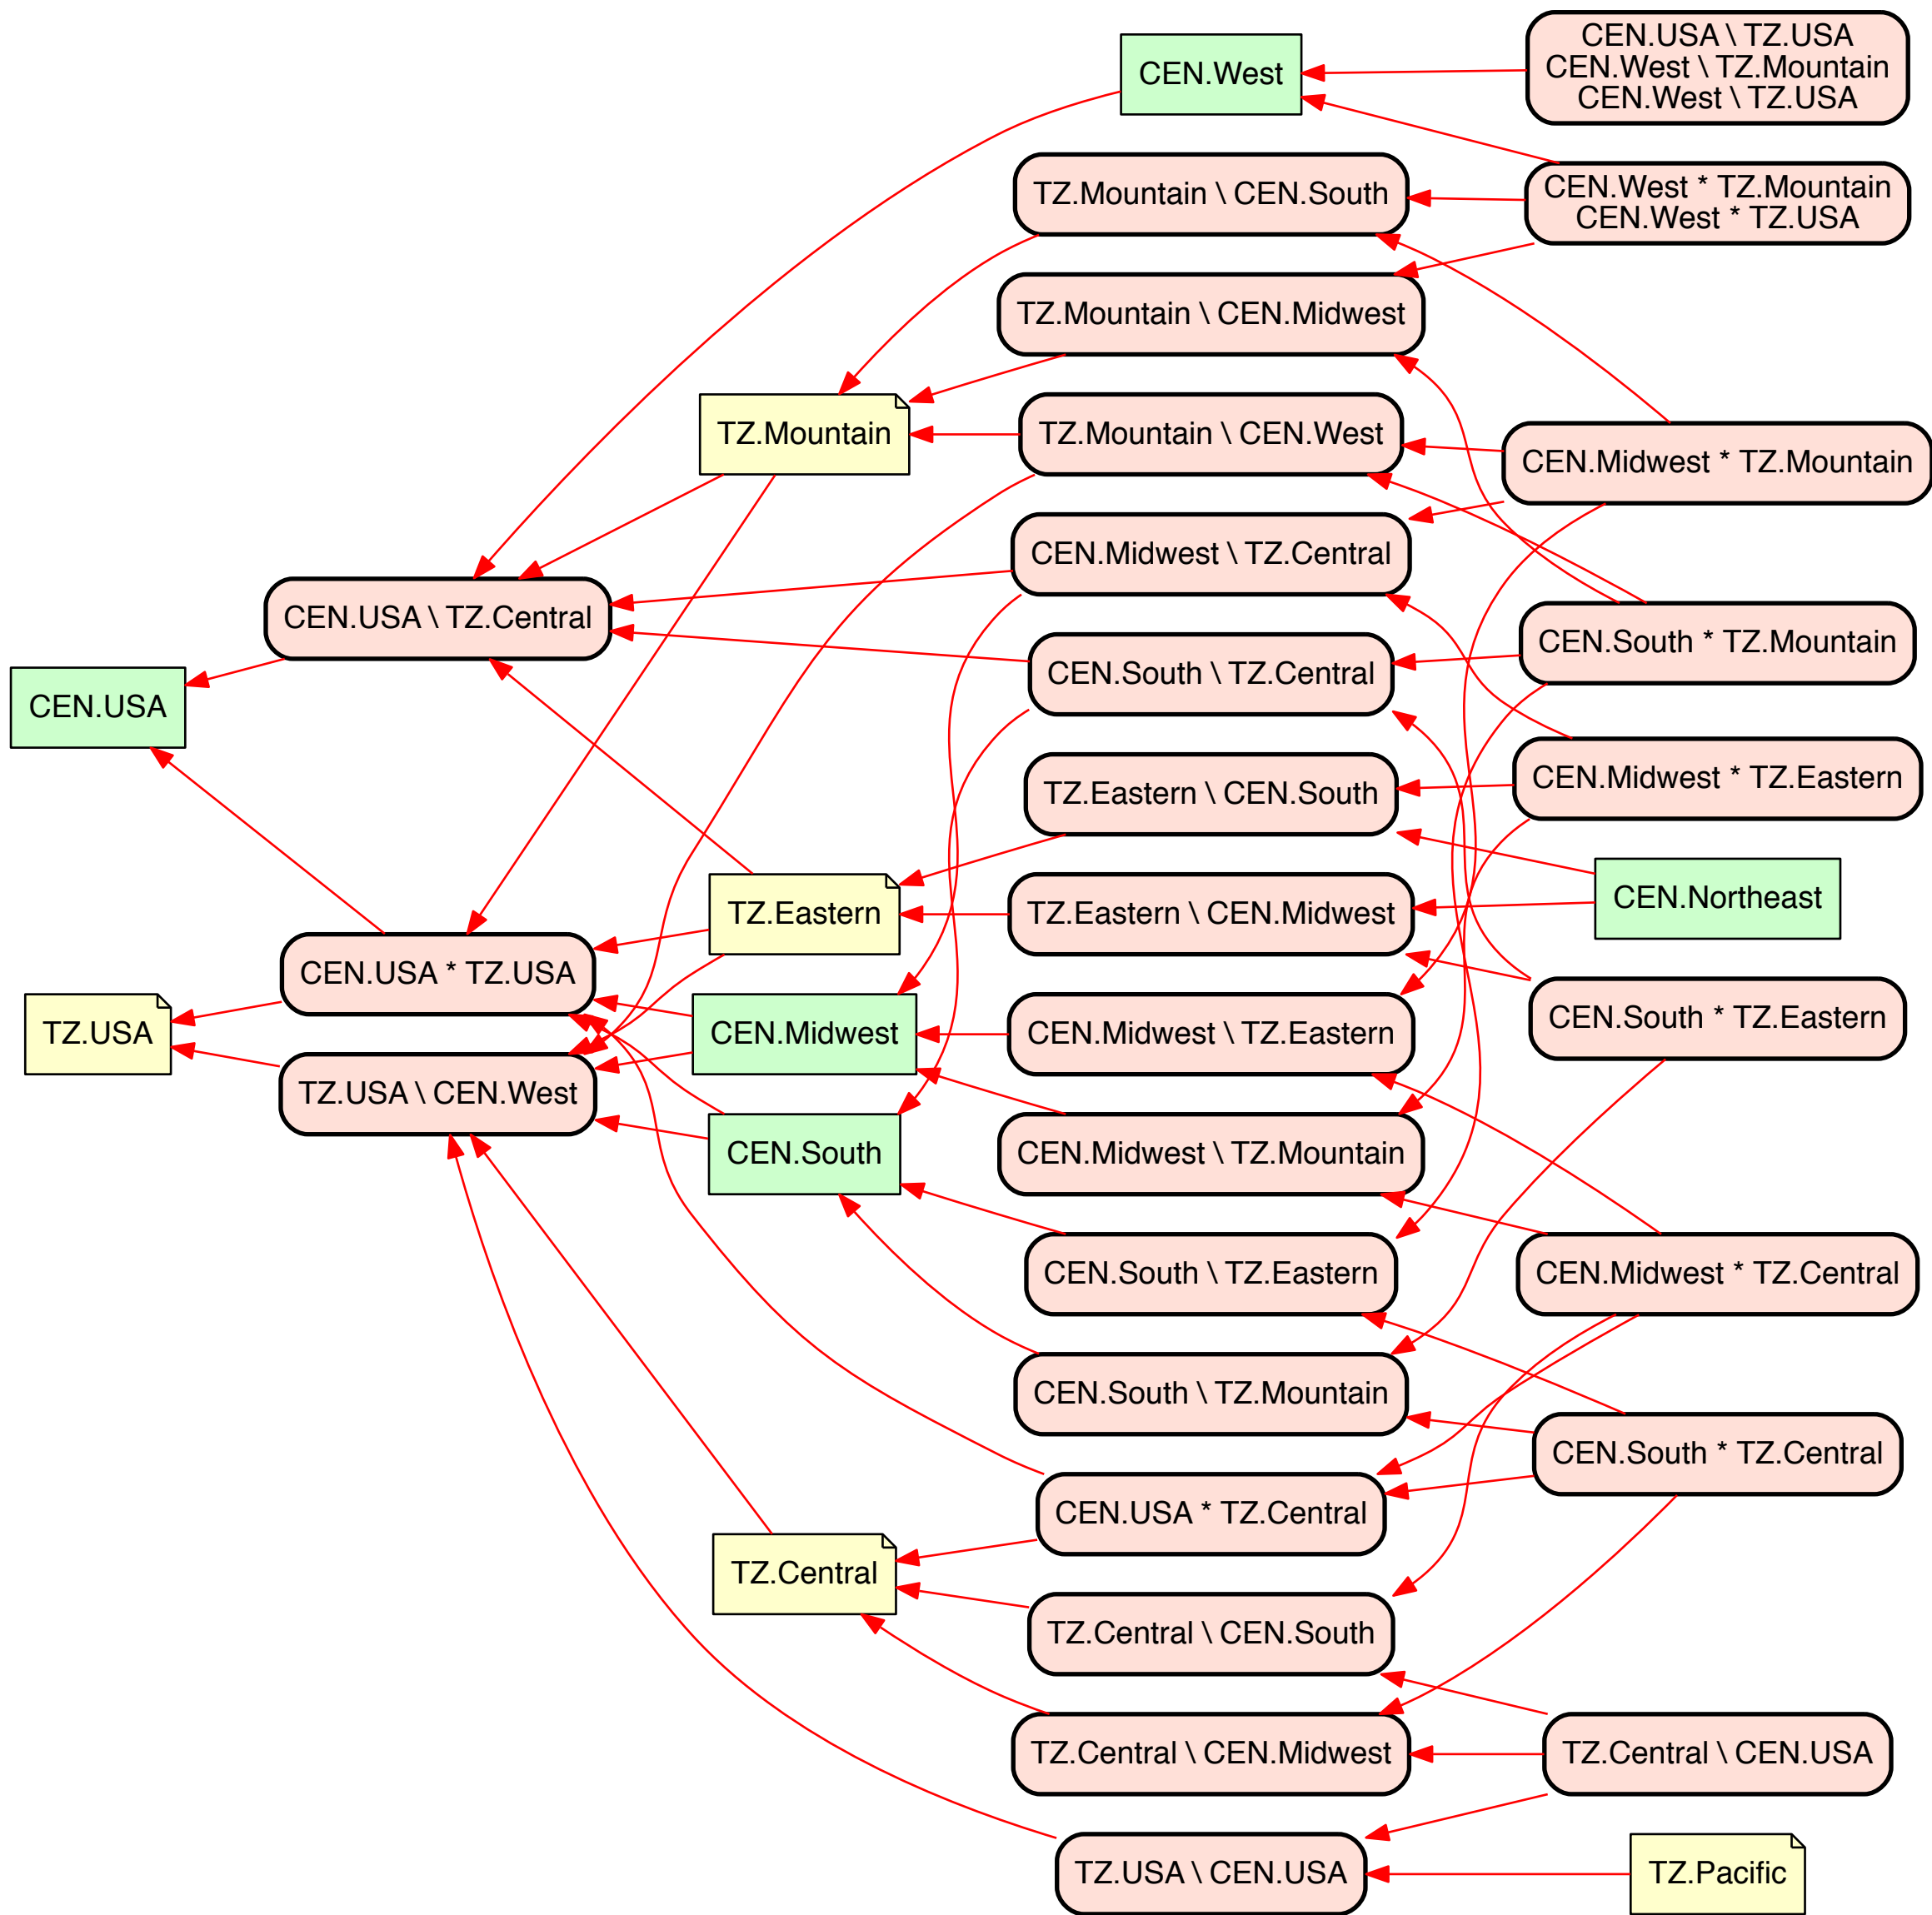 CEN.USA \ TZ.USA
CEN.West \ TZ.Mountain
CEN.West \ TZ.USA
CEN.West
CEN.West * TZ.Mountain
CEN.West * TZ.USA
TZ.Mountain \ CEN.South
TZ.Mountain \ CEN.Midwest
TZ.Mountain
TZ.Mountain \ CEN.West
CEN.Midwest * TZ.Mountain
CEN.Midwest \ TZ.Central
CEN.USA \ TZ.Central
CEN.South * TZ.Mountain
CEN.South \ TZ.Central
CEN.USA
CEN.Midwest * TZ.Eastern
TZ.Eastern \ CEN.South
CEN.Northeast
TZ.Eastern
TZ.Eastern \ CEN.Midwest
CEN.USA * TZ.USA
CEN.South * TZ.Eastern
TZ.USA
CEN.Midwest
CEN.Midwest \ TZ.Eastern
TZ.USA \ CEN.West
CEN.South
CEN.Midwest \ TZ.Mountain
CEN.South \ TZ.Eastern
CEN.Midwest * TZ.Central
CEN.South \ TZ.Mountain
CEN.South * TZ.Central
CEN.USA * TZ.Central
TZ.Central
TZ.Central \ CEN.South
TZ.Central \ CEN.Midwest
TZ.Central \ CEN.USA
TZ.USA \ CEN.USA
TZ.Pacific